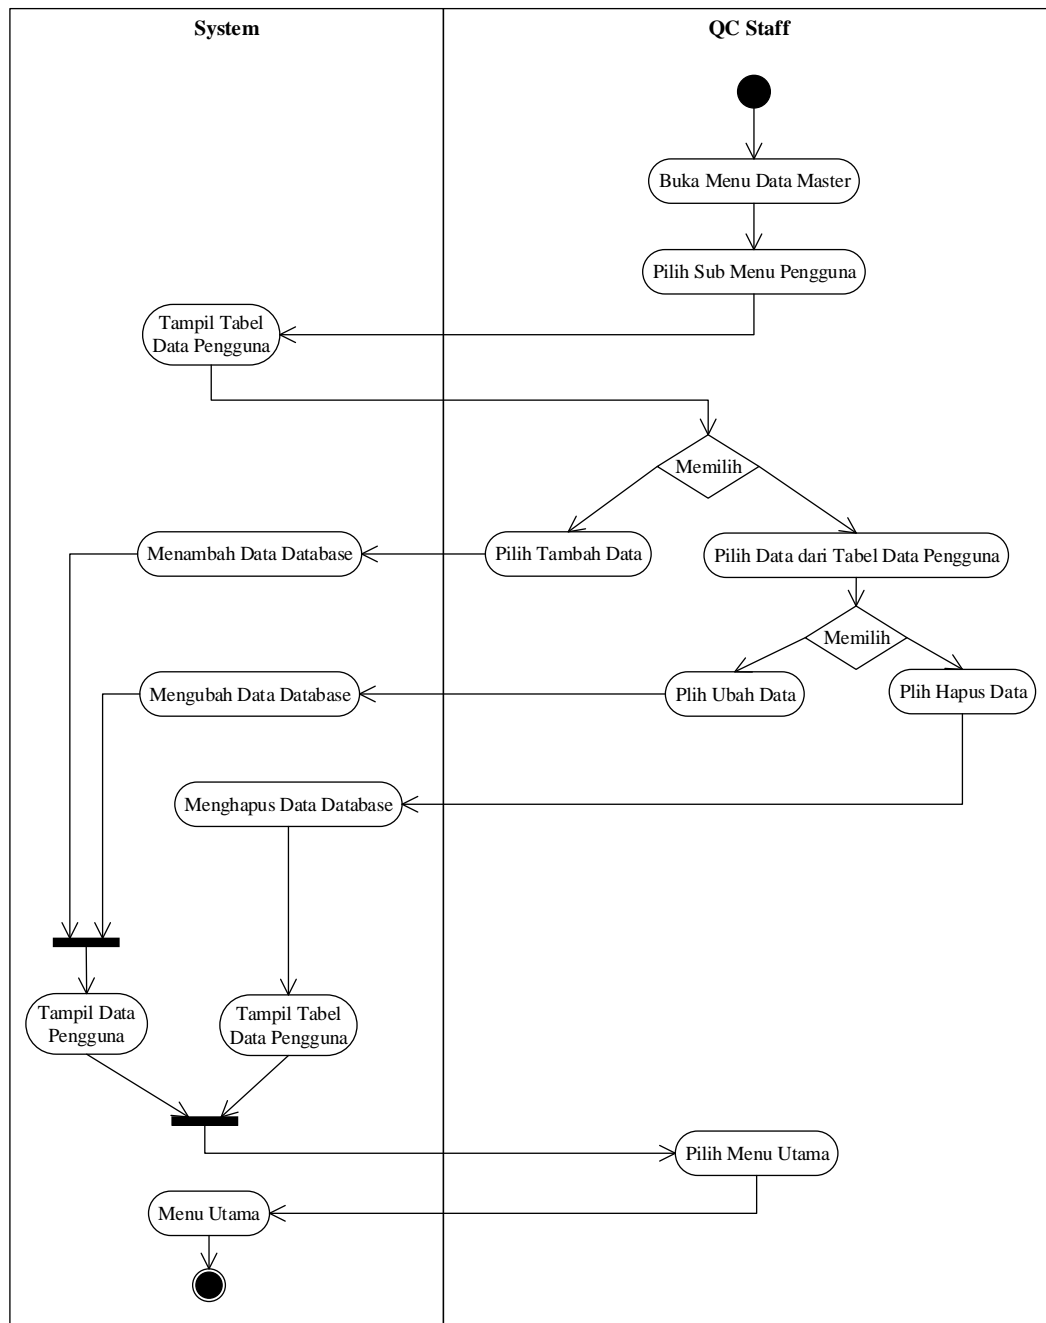 System
QC Staff
Buka Menu Data Master
Pilih Sub Menu Pengguna
Tampil Tabel
Data Pengguna
Memilih
Menambah Data Database
Pilih Tambah Data
Pilih Data dari Tabel Data Pengguna
Memilih
Mengubah Data Database
Plih Ubah Data
Plih Hapus Data
Menghapus Data Database
Tampil Data
Pengguna
Tampil Tabel
Data Pengguna
Pilih Menu Utama
Menu Utama